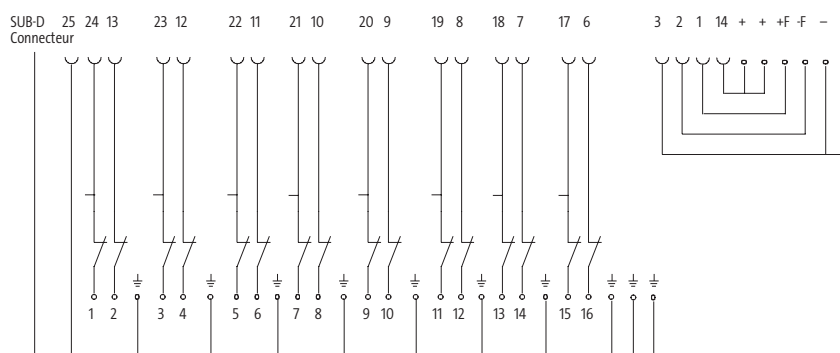 SUB-D 25 24 13 23 12 22 11 21 10 20 9 19 8 18 7 17 6 3 2 1 14 + + +F -F –
Connecteur
1 2 3 4 5 6 7 8 9 10 11 12 13 14 15 16